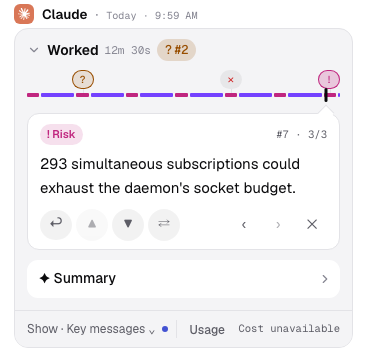 Claude · Today · 9:59 AM
Worked 12m 30s ? #2
? × !
! Risk #7 · 3/3
293 simultaneous subscriptions could
exhaust the daemon's socket budget.
Summary
Show · Key messages Usage Cost unavailable